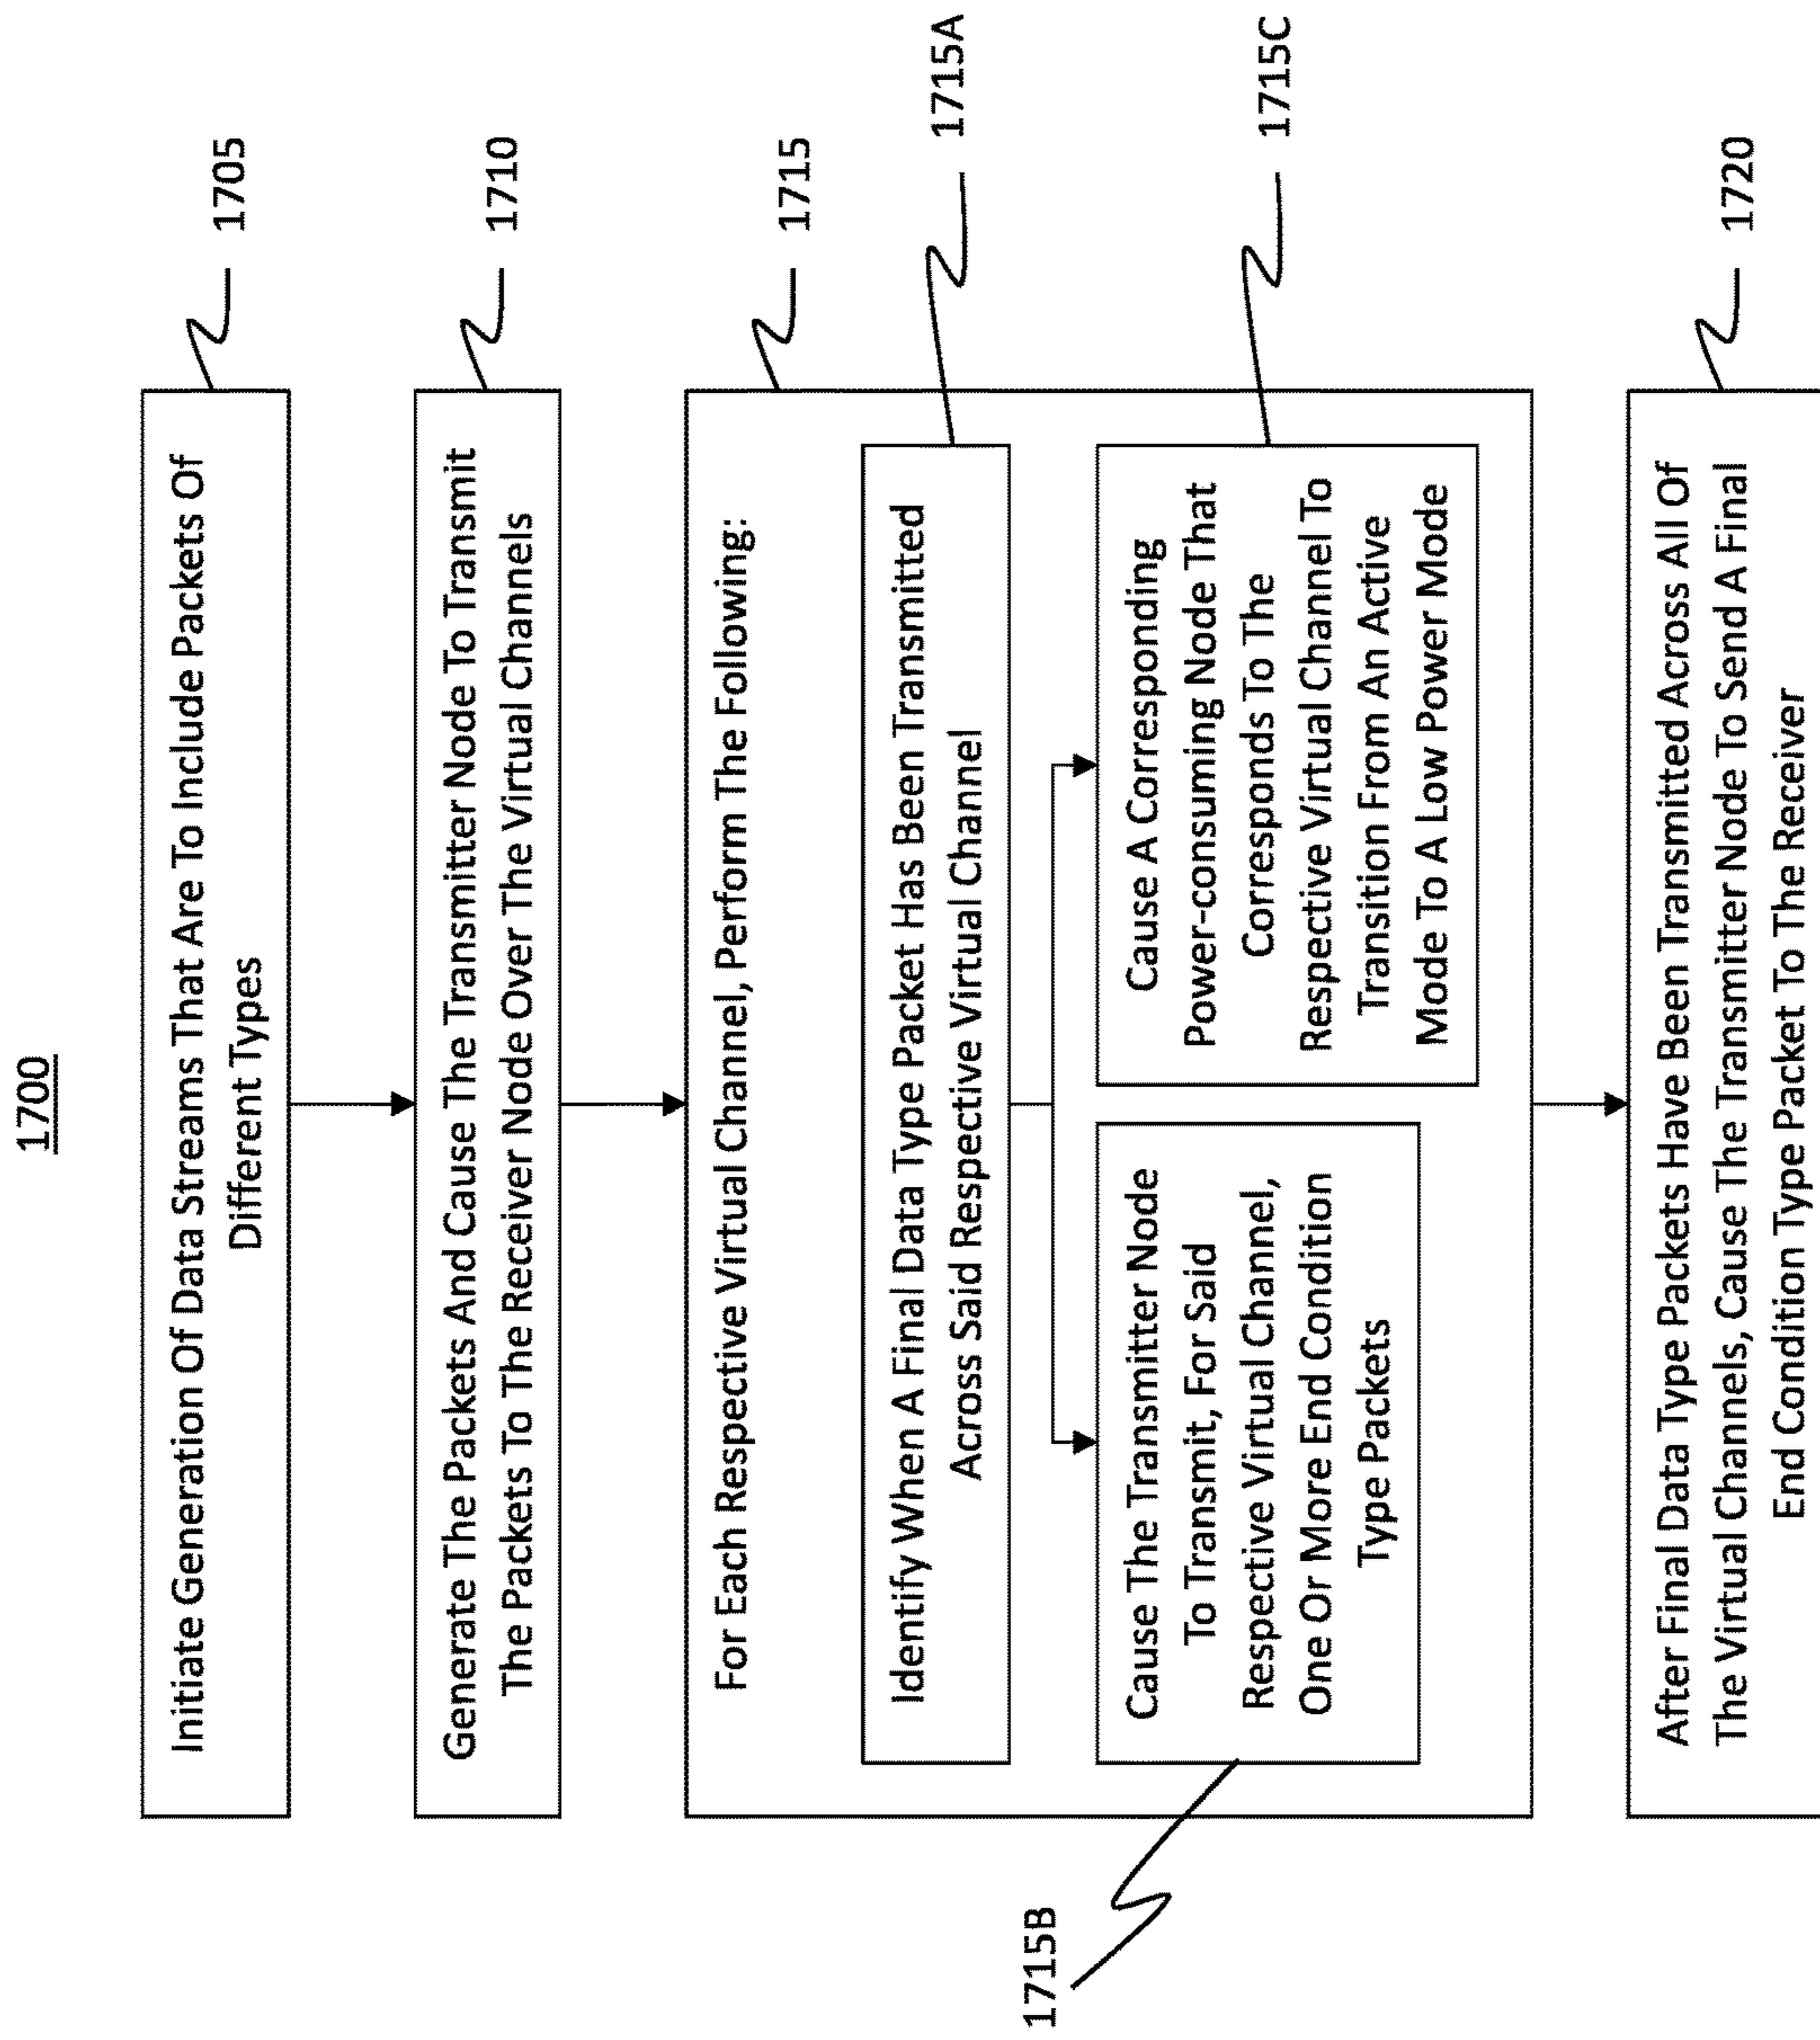 1700
Initiate Generation Of Data Streams That Are To Include Packets Of
Different Types
1705
Generate The Packets And Cause The Transmitter Node To Transmit
The Packets To The Receiver Node Over The Virtual Channels
1710
For Each Respective Virtual Channel, Perform The Following:
1715
Identify When A Final Data Type Packet Has Been Transmitted
Across Said Respective Virtual Channel
1715A
Cause The Transmitter Node
To Transmit, For Said
Respective Virtual Channel,
One Or More End Condition
Type Packets
1715B
Cause A Corresponding
Power-consuming Node That
Corresponds To The
Respective Virtual Channel To
Transition From An Active
Mode To A Low Power Mode
1715C
After Final Data Type Packets Have Been Transmitted Across All Of
The Virtual Channels, Cause The Transmitter Node To Send A Final
End Condition Type Packet To The Receiver
1720